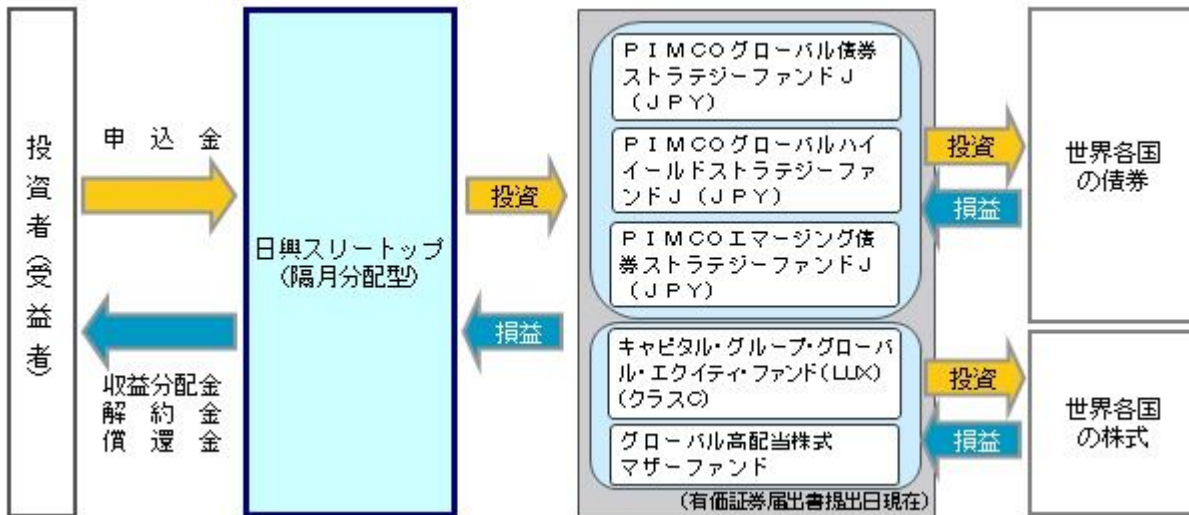 投資者（受益者）
申込金
収益分配金
解約金
償還金
日興スリートップ
（隔月分配型）
投資
損益
ＰＩＭＣＯグローバル債券
ストラテジーファンドＪ
（ＪＰＹ）
ＰＩＭＣＯグローバルハイ
イールドストラテジーファ
ンドＪ（ＪＰＹ）
ＰＩＭＣＯエマージング債
券ストラテジーファンドＪ
（ＪＰＹ）
キャピタル・グループ・グローバ
ル・エクイティ・ファンド（LUX）
（クラスC）
グローバル高配当株式
マザーファンド
（有価証券届出書提出日現在）
投資
損益
世界各国
の債券
投資
損益
世界各国
の株式